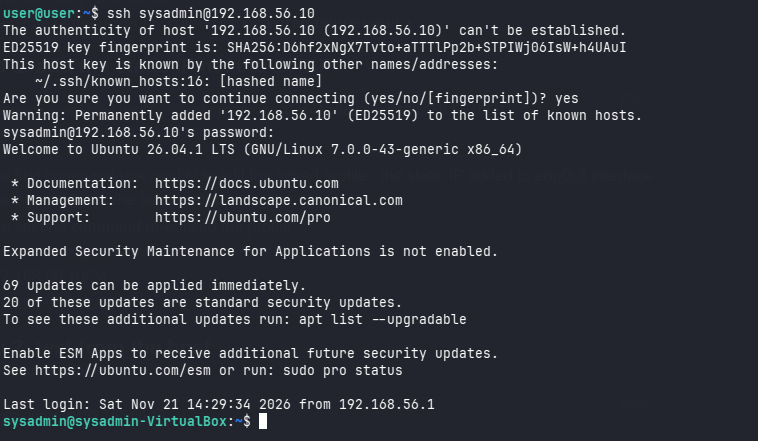 user@user:~$ ssh sysadmin@192.168.56.10
The authenticity of host '192.168.56.10 (192.168.56.10)' can't be established.
ED25519 key fingerprint is: SHA256:D6hf2xNgX7Tvto+aTTTlPp2b+STPIWj06IsW+h4UAuI
This host key is known by the following other names/addresses:
    ~/.ssh/known_hosts:16: [hashed name]
Are you sure you want to continue connecting (yes/no/[fingerprint])? yes
Warning: Permanently added '192.168.56.10' (ED25519) to the list of known hosts.
sysadmin@192.168.56.10's password:
Welcome to Ubuntu 26.04.1 LTS (GNU/Linux 7.0.0-43-generic x86_64)
 * Documentation:  https://docs.ubuntu.com
 * Management:     https://landscape.canonical.com
 * Support:        https://ubuntu.com/pro
Expanded Security Maintenance for Applications is not enabled.
69 updates can be applied immediately.
20 of these updates are standard security updates.
To see these additional updates run: apt list --upgradable
Enable ESM Apps to receive additional future security updates.
See https://ubuntu.com/esm or run: sudo pro status
Last login: Sat Nov 21 14:29:34 2026 from 192.168.56.1
sysadmin@sysadmin-VirtualBox:~$